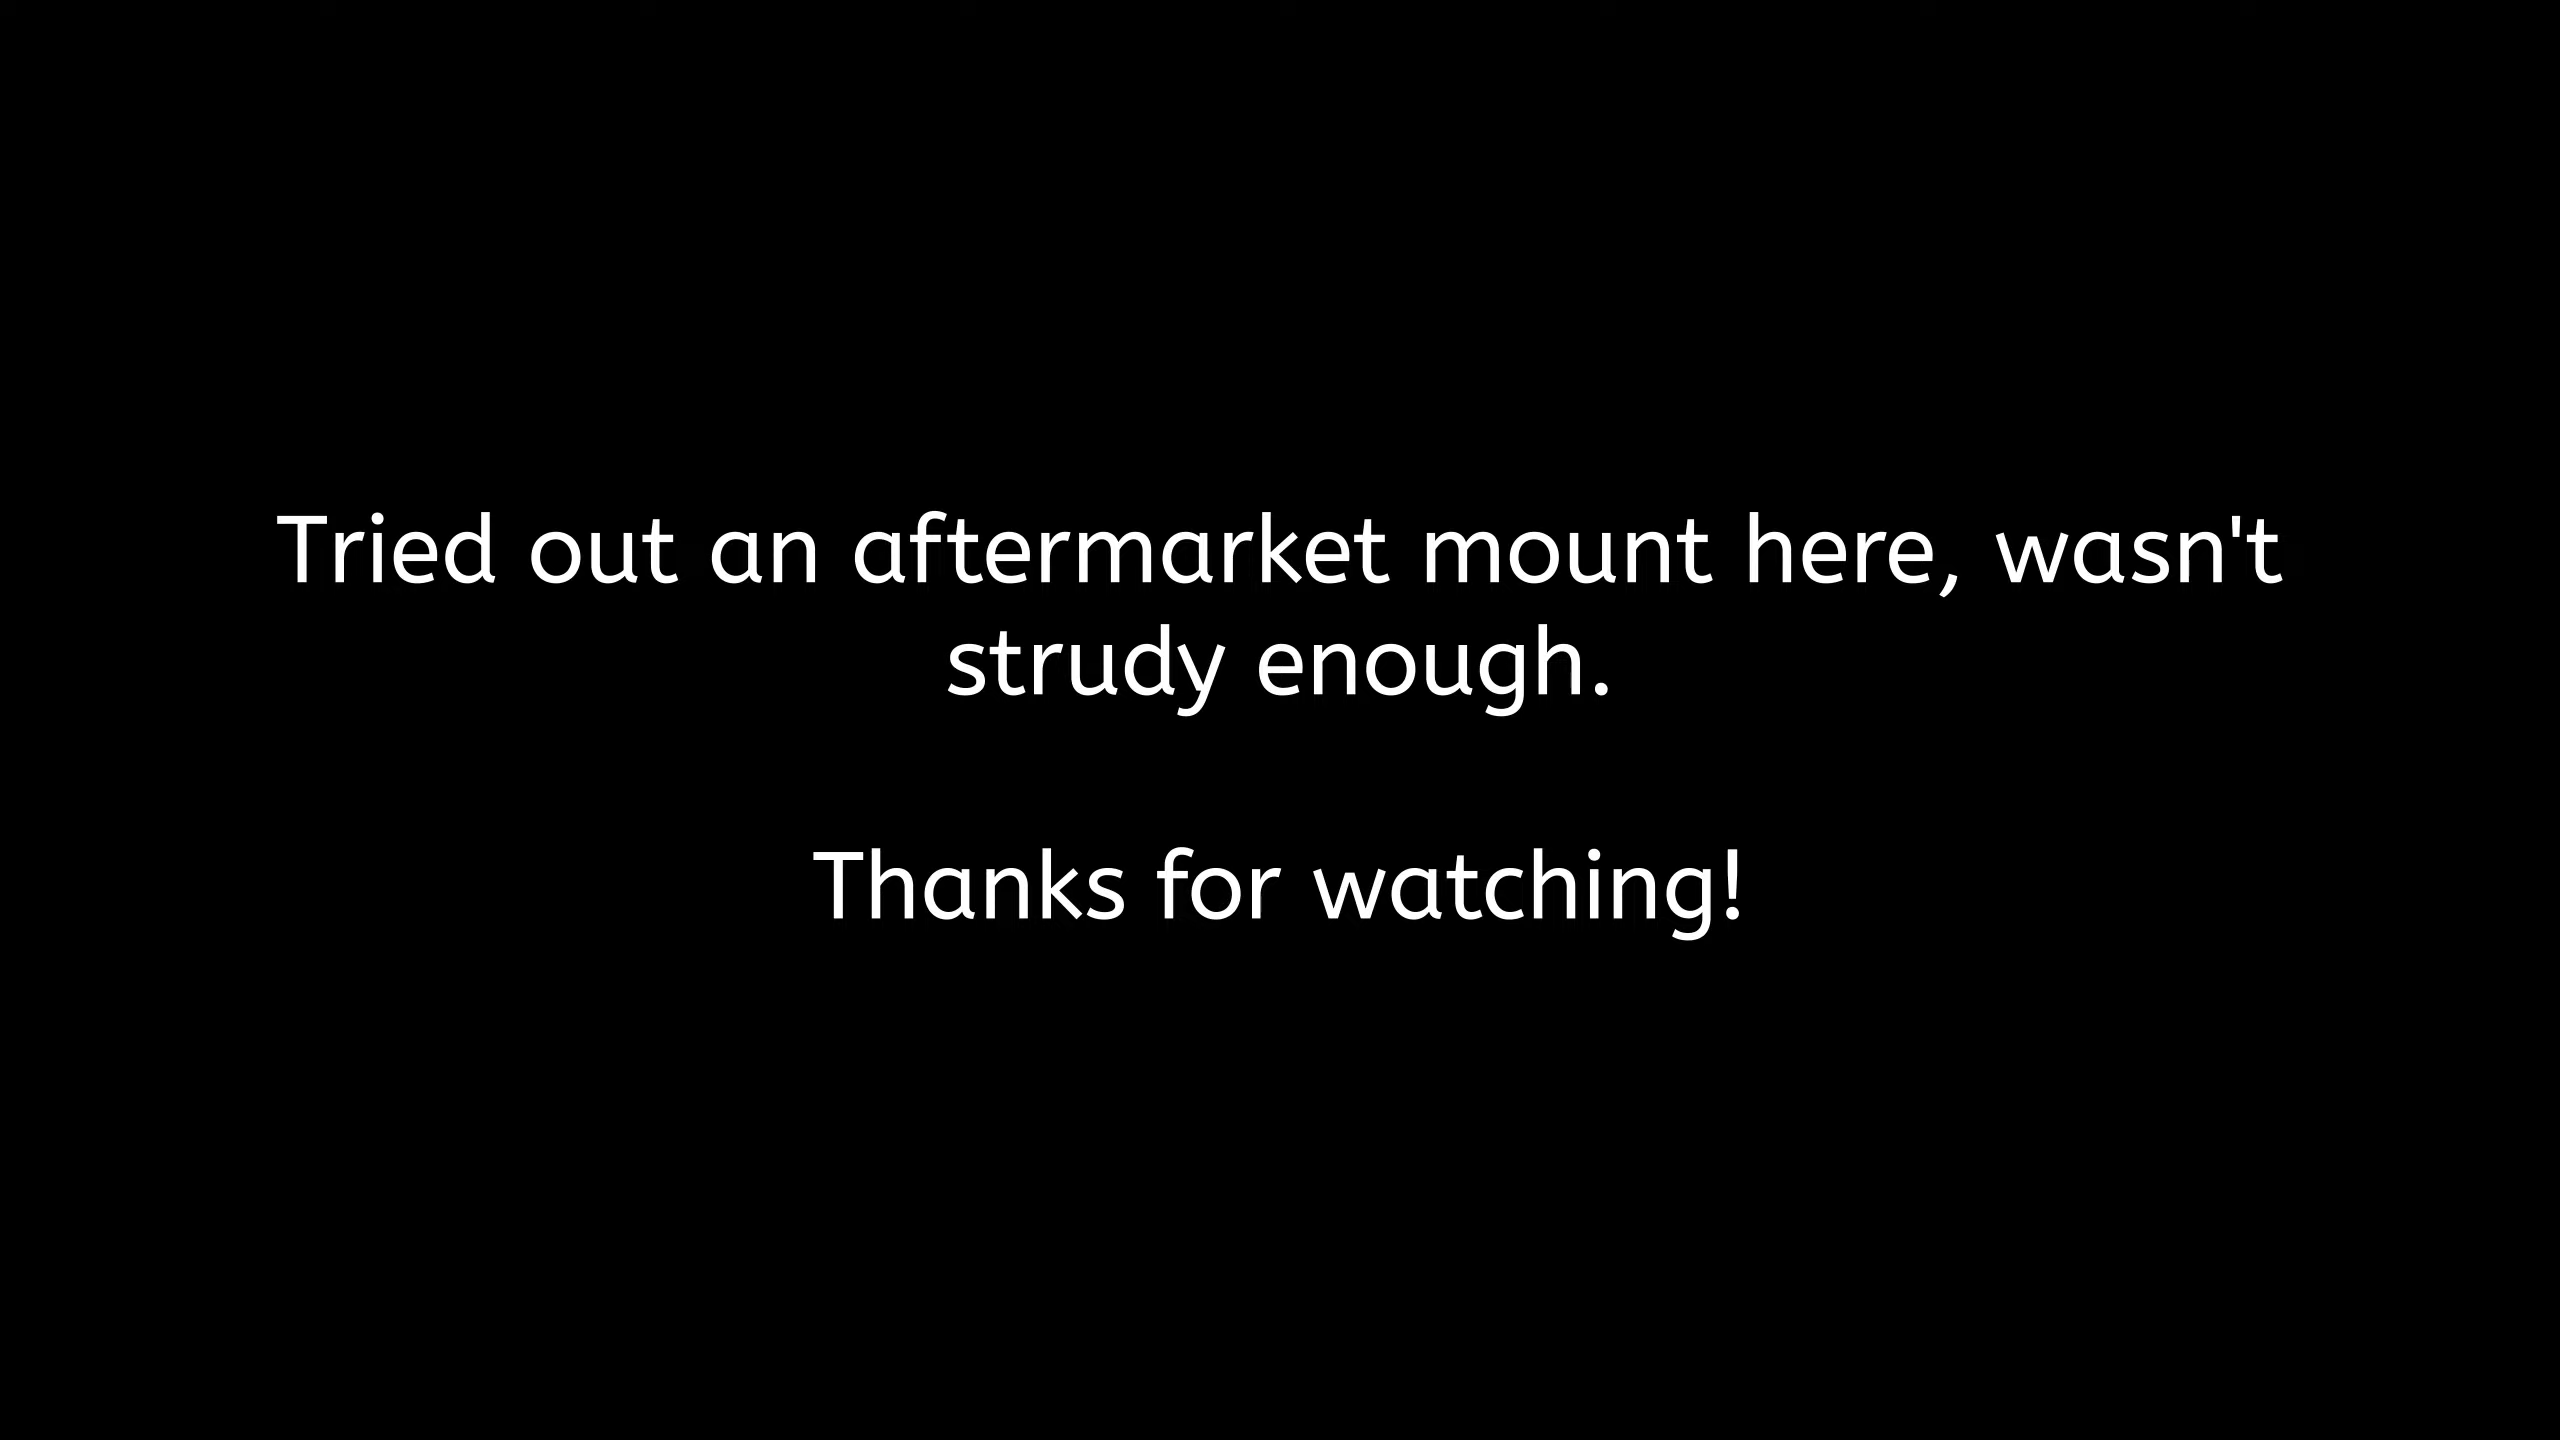 Tried out an aftermarket mount here, wasn't
strudy enough.
Thanks for watching!